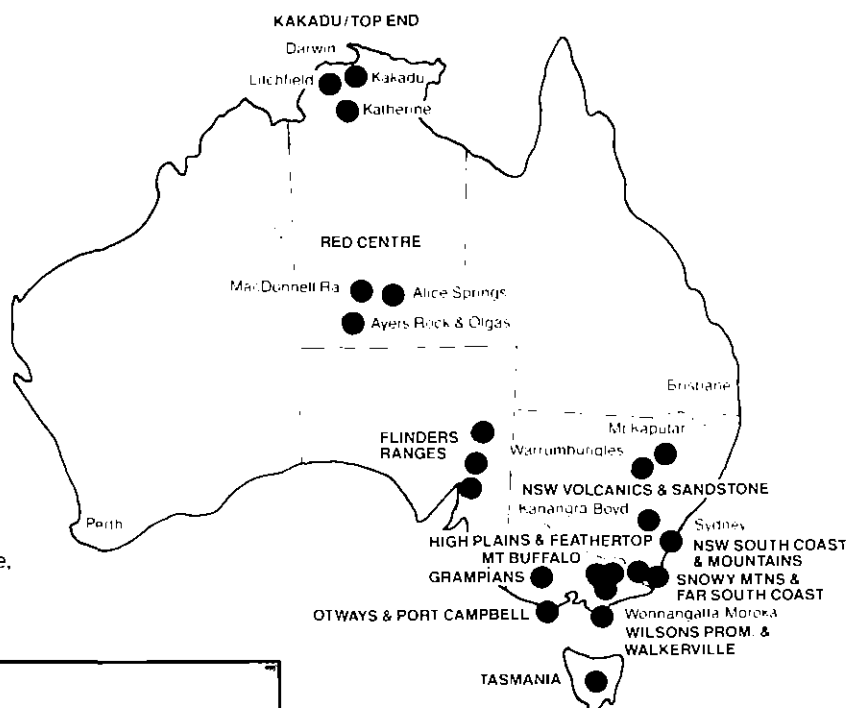 KAKADU/TOP END
Darwin
Litchfield
Kakadu
Katherine
RED CENTRE
MacDonnell Ra
Alice Springs
Ayers Rock & Olgas
Brisbane
Mt Kaputar
FLINDERS
RANGES
Warrumbungles
NSW VOLCANICS & SANDSTONE
Kanangra Boyd
Perth
Sydney
HIGH PLAINS & FEATHERTOP
NSW SOUTH COAST
& MOUNTAINS
MT BUFFALO
GRAMPIANS
SNOWY MTNS &
FAR SOUTH COAST
OTWAYS & PORT CAMPBELL
Wonnangatta Moroka
WILSONS PROM. &
WALKERVILLE
TASMANIA